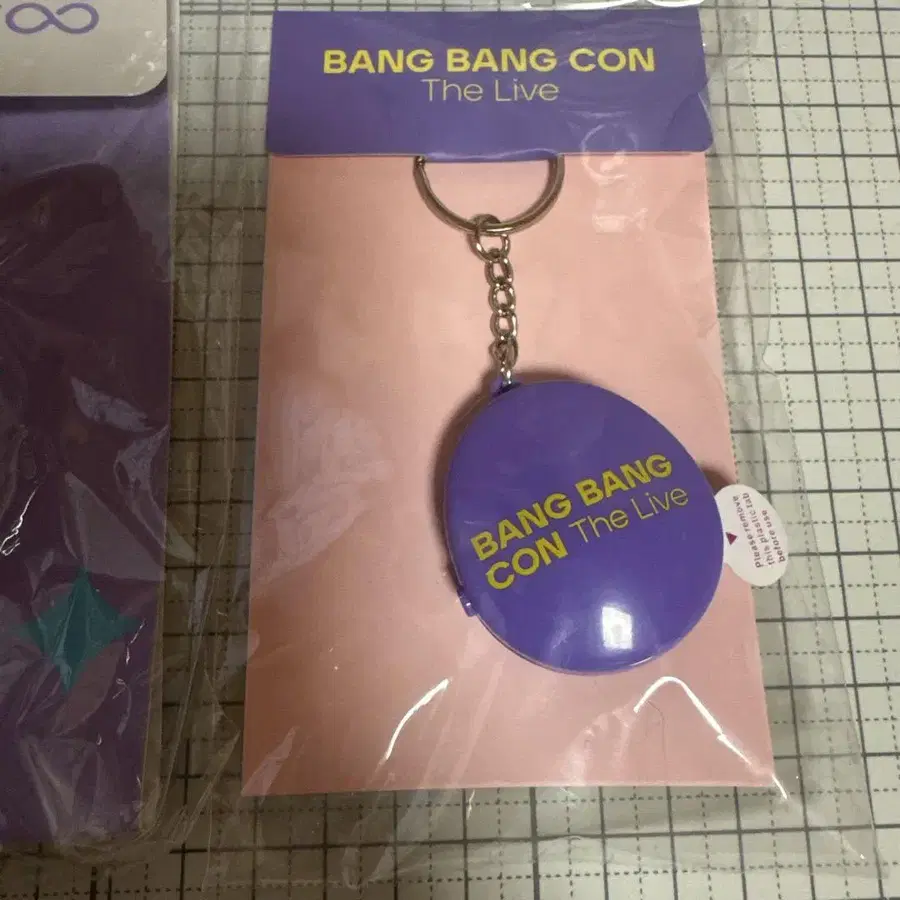 BANG BANG CON
The Live
BANG BANG
CON The Live
Please remove
this plastic tab
before use